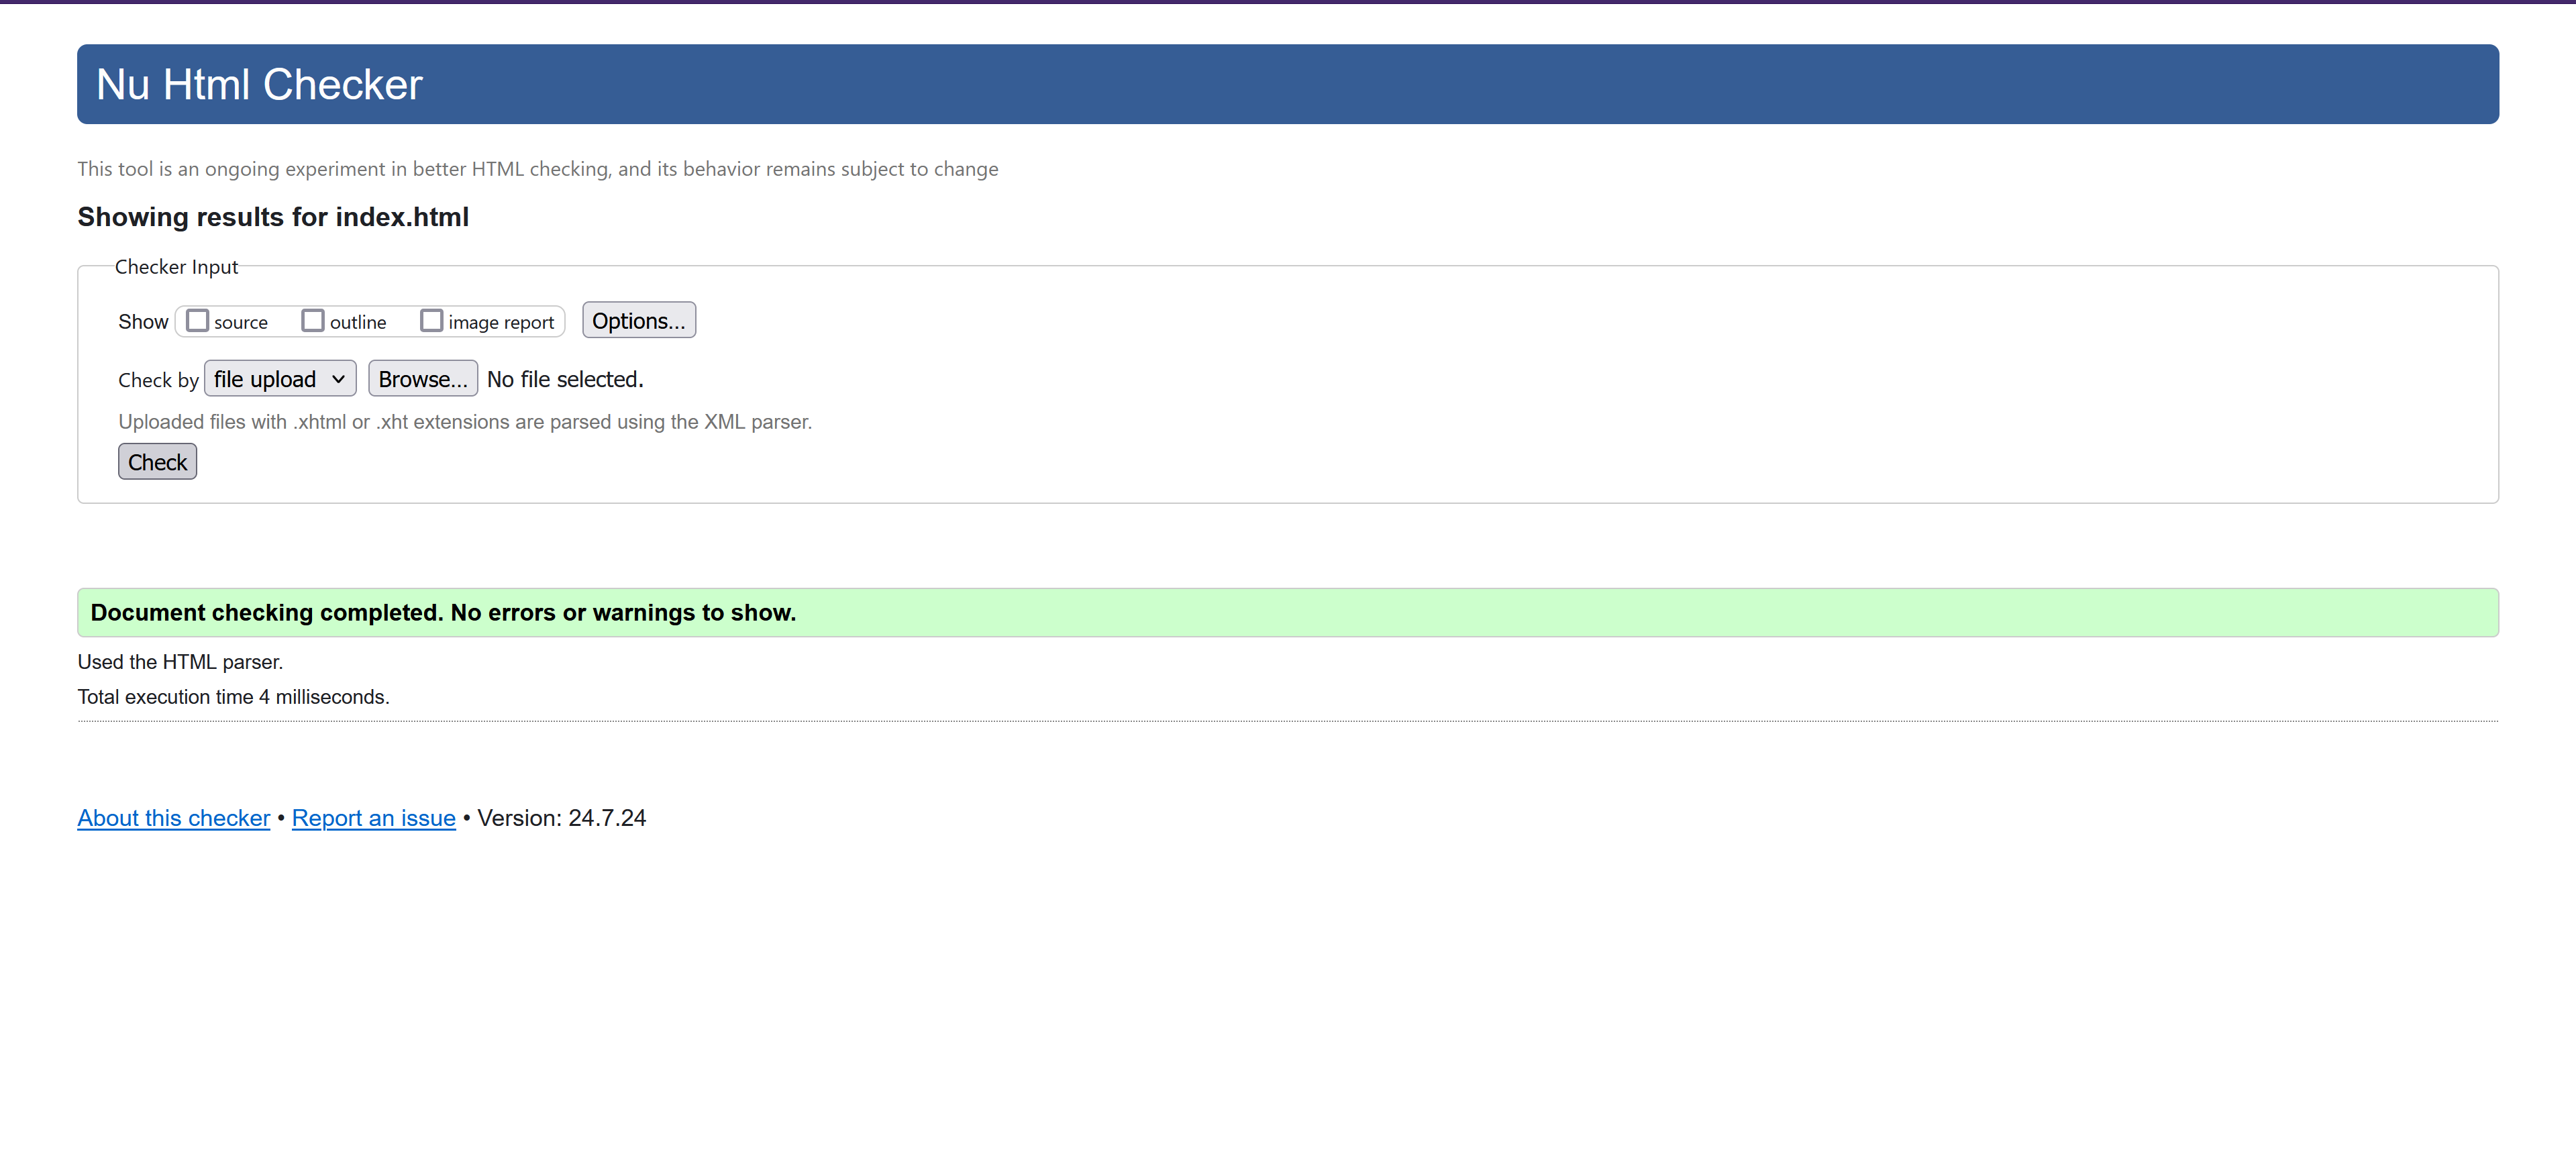 Nu Html Checker
This tool is an ongoing experiment in better HTML checking, and its behavior remains subject to change
Showing results for index.html
Checker Input
Show source outline image report Options...
Check by file upload Browse... No file selected.
Uploaded files with .xhtml or .xht extensions are parsed using the XML parser.
Check
Document checking completed. No errors or warnings to show.
Used the HTML parser.
Total execution time 4 milliseconds.
About this checker • Report an issue • Version: 24.7.24